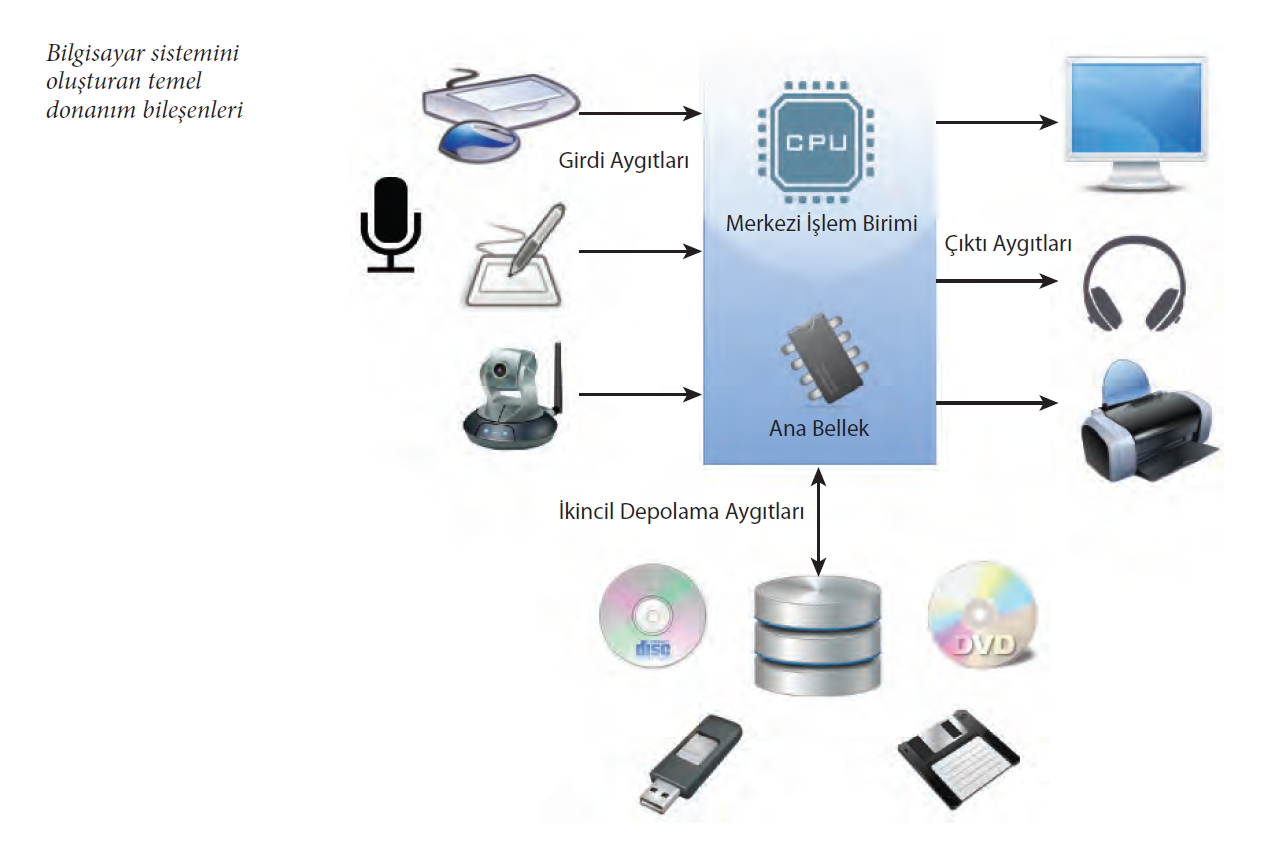 Bilgisayar sistemini
oluşturan temel
donanım bileşenleri
Girdi Aygıtları
CPU
Merkezi İşlem Birimi
Çıktı Aygıtları
Ana Bellek
İkincil Depolama Aygıtları
disc
DVD